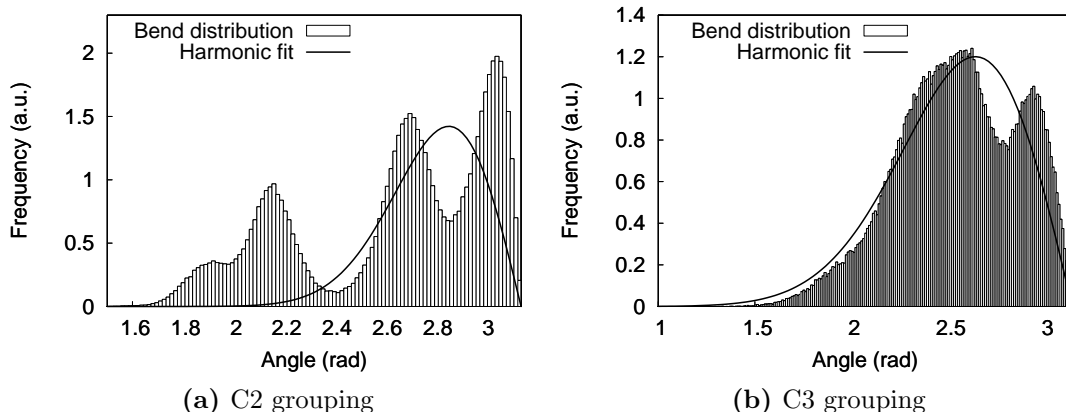 Bend distribution
Harmonic fit
Frequency (a.u.)
2
1.5
1
0.5
0
1.6 1.8 2 2.2 2.4 2.6 2.8 3
Angle (rad)
(a) C2 grouping
Bend distribution
Harmonic fit
Frequency (a.u.)
1.4
1.2
1.0
0.8
0.6
0.4
0.2
0
1 1.5 2 2.5 3
Angle (rad)
(b) C3 grouping